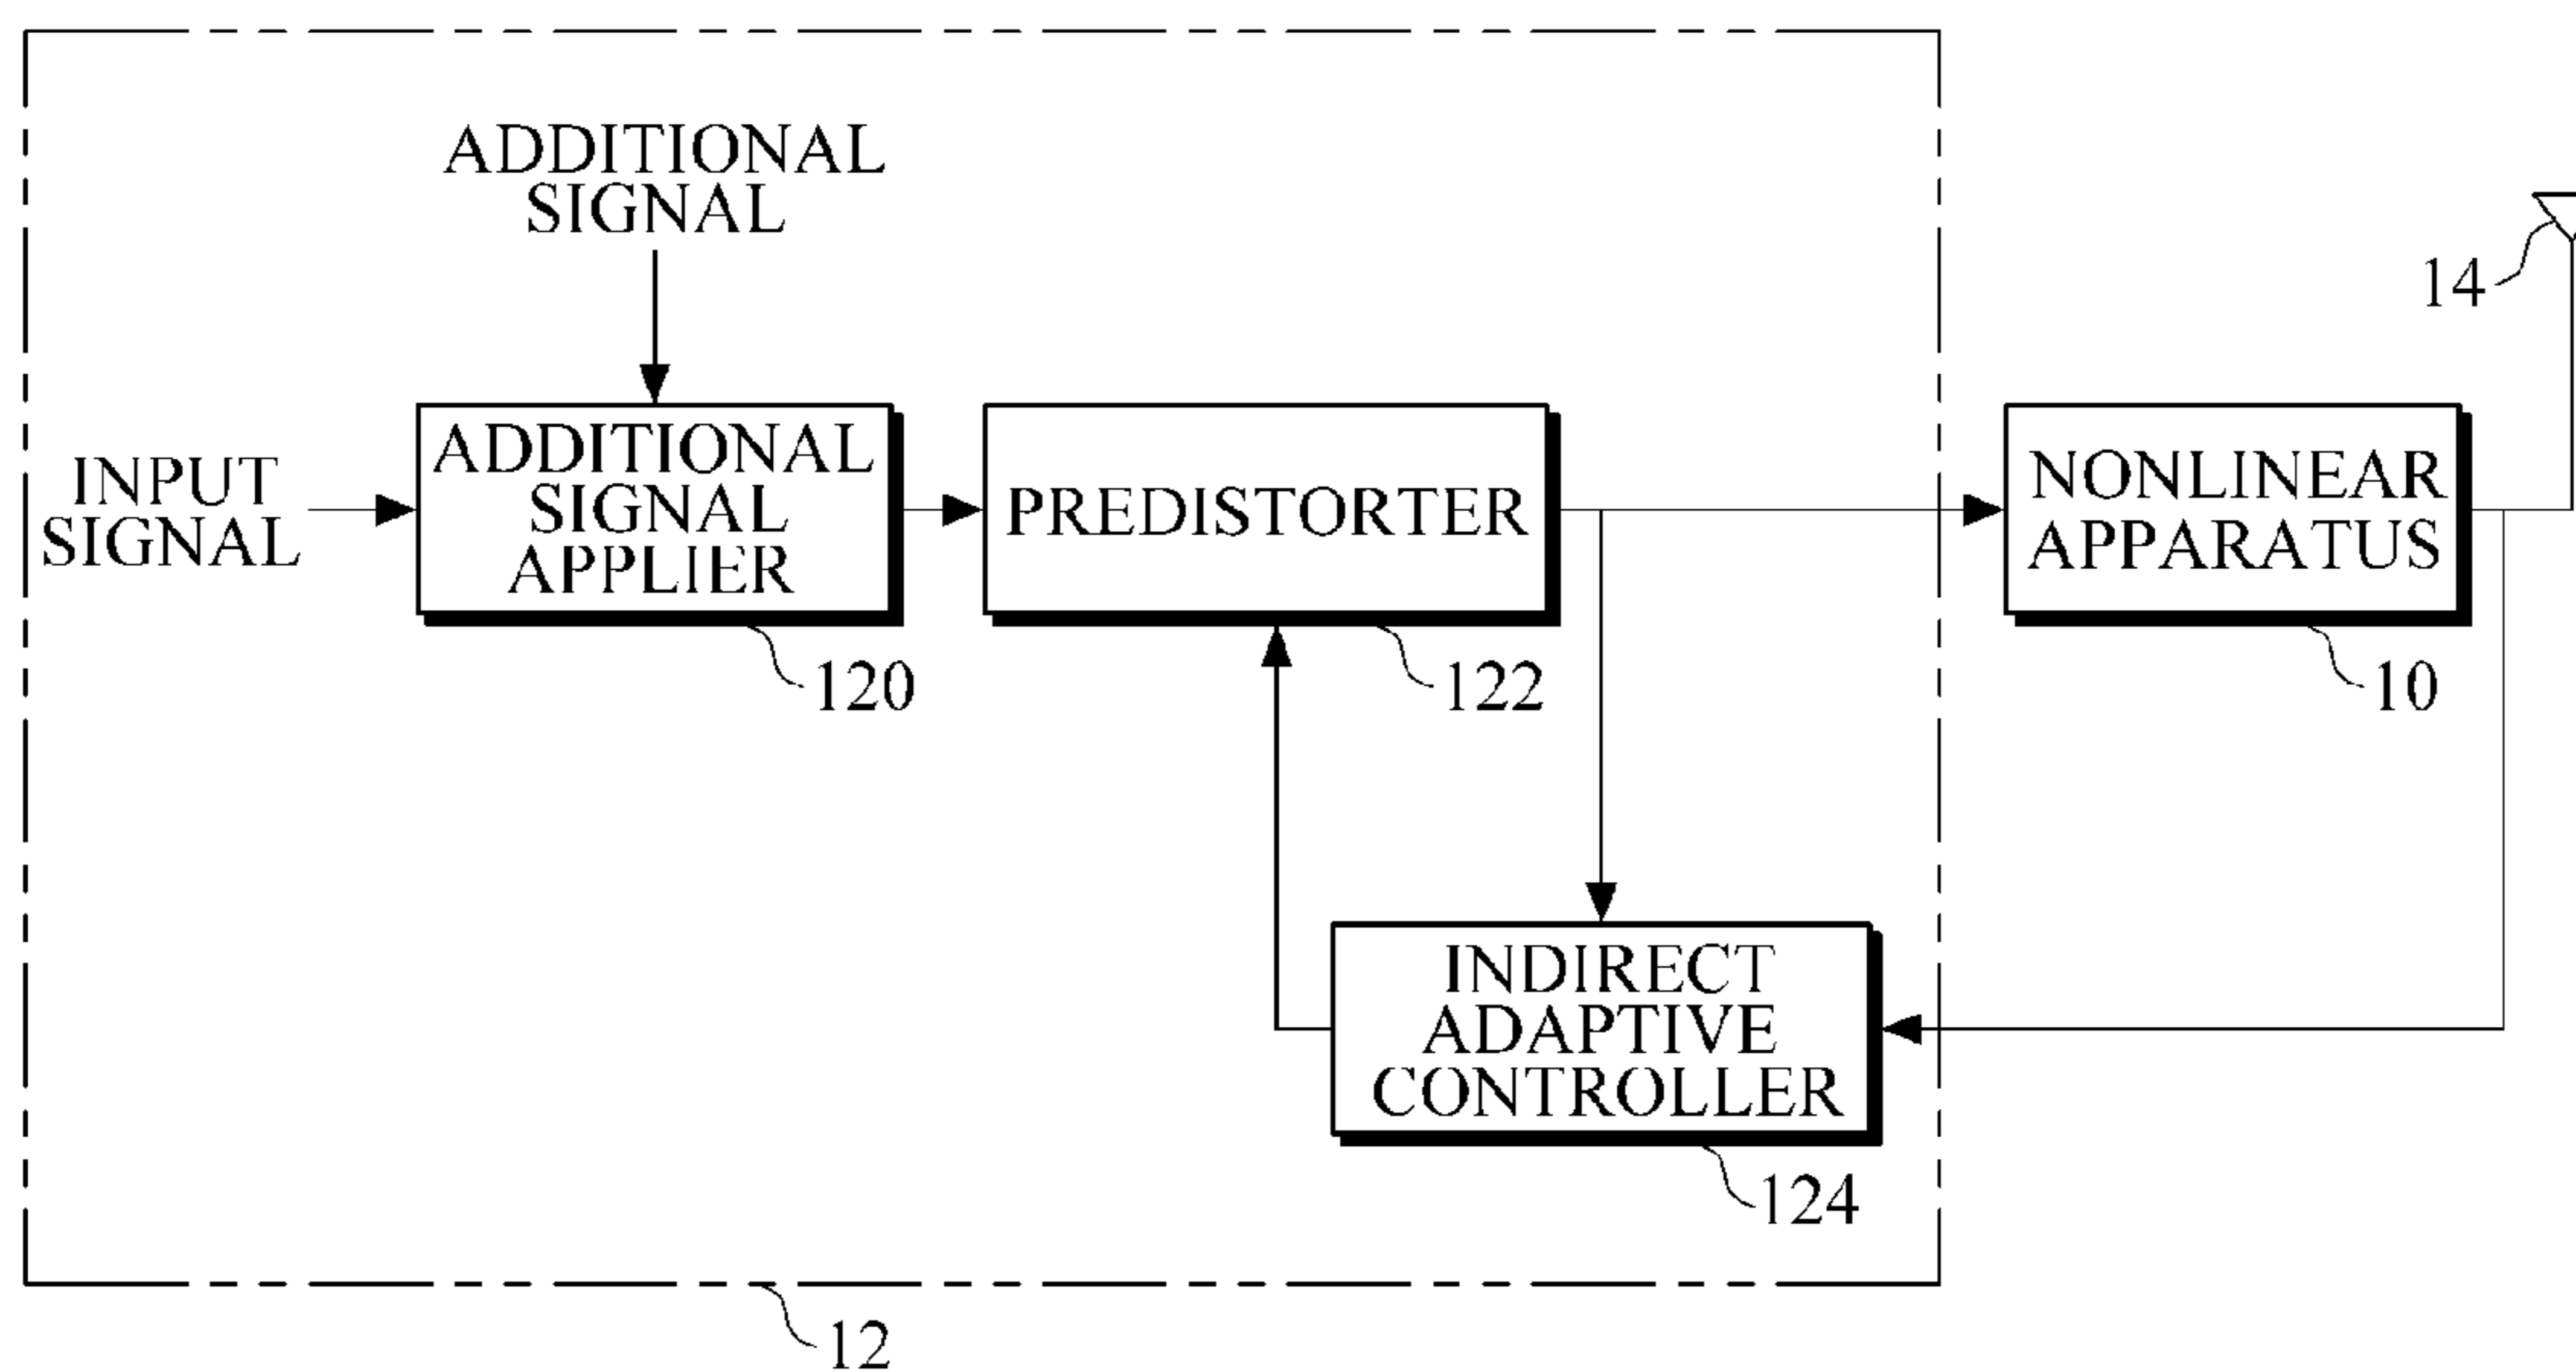 ADDITIONAL
SIGNAL
14
INPUT
SIGNAL
ADDITIONAL
SIGNAL
APPLIER
PREDISTORTER
NONLINEAR
APPARATUS
120
122
10
INDIRECT
ADAPTIVE
CONTROLLER
124
12